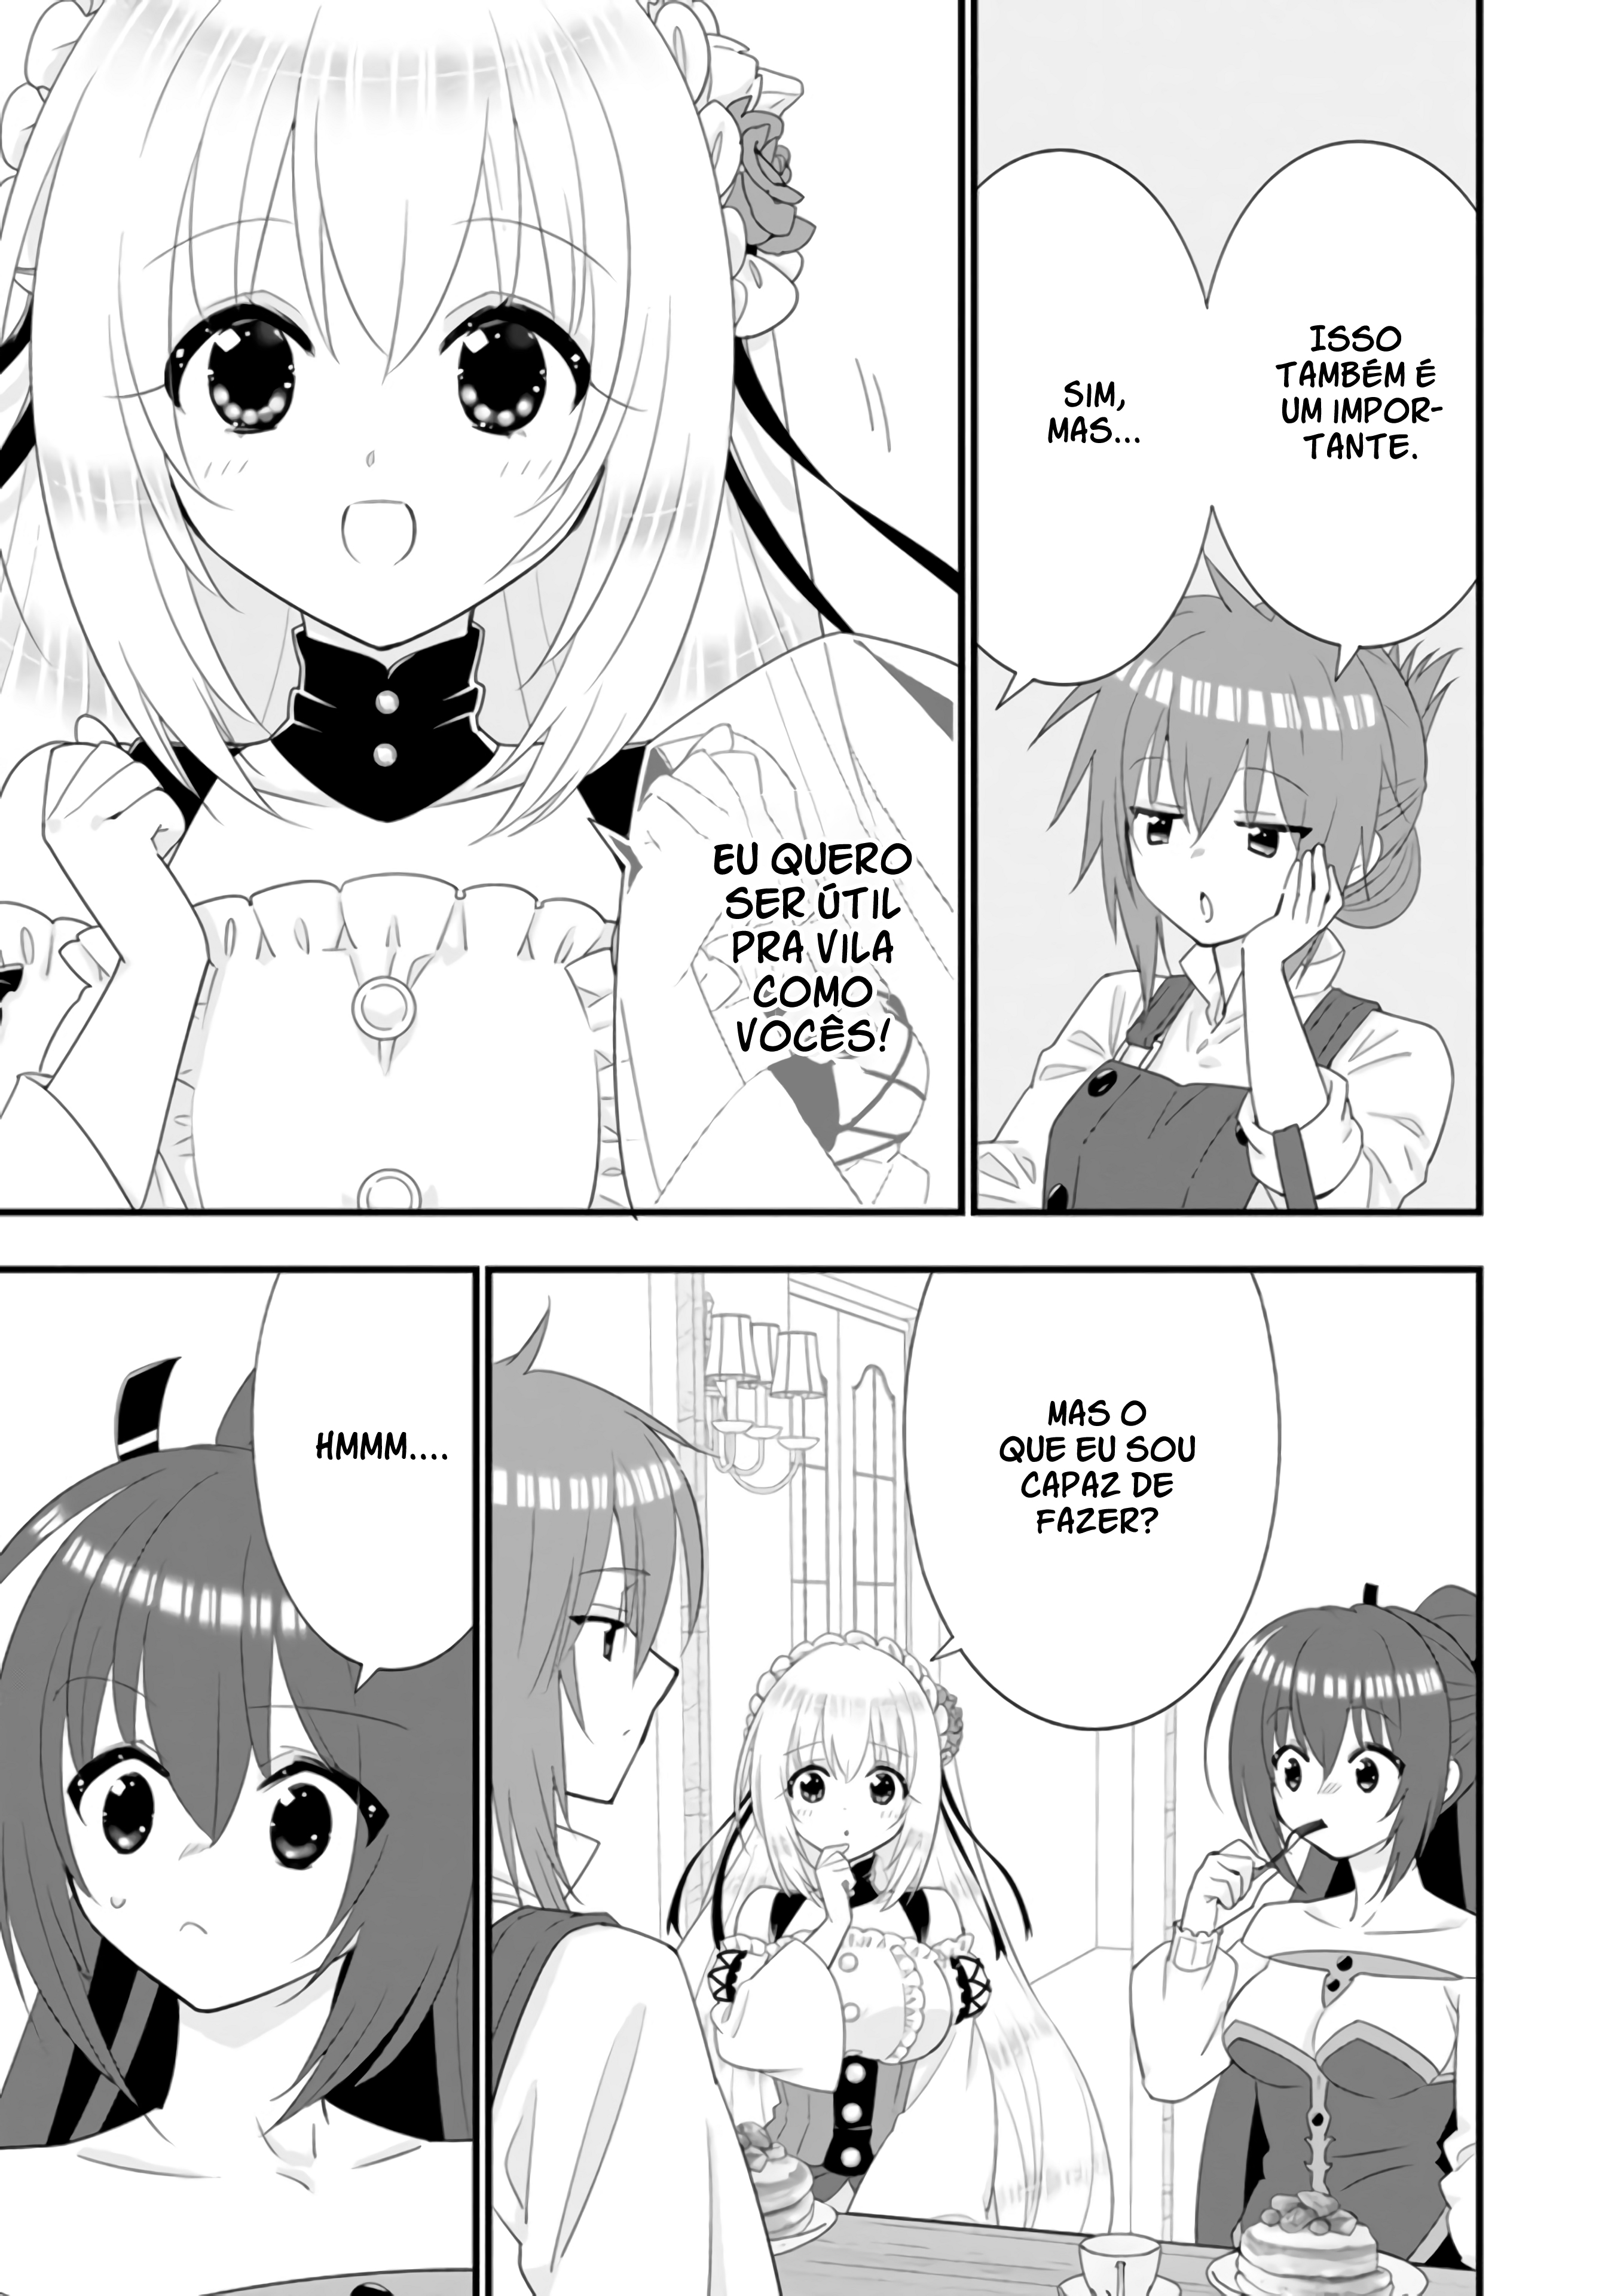 ISSO
TAMBÉM É
UM IMPOR-
TANTE.
SIM,
MAS...
EU QUERO
SER ÚTIL
PRA VILA
COMO
VOCÊS!
MAS O
QUE EU SOU
CAPAZ DE
FAZER?
HMMM....